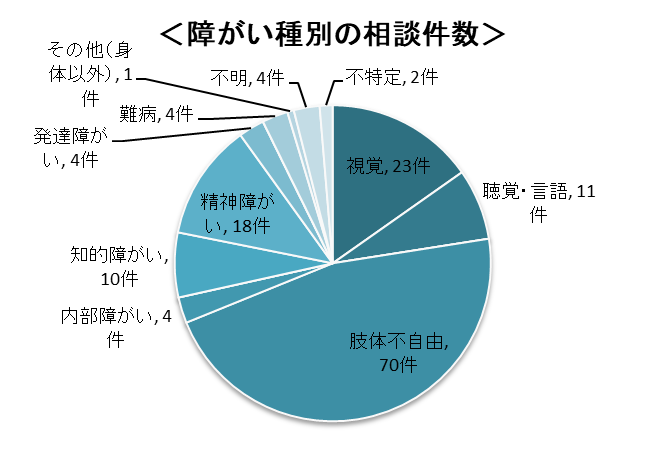 ＜障がい種別の相談件数＞
その他（身
体以外）, 1
件
不明, 4件
不特定, 2件
難病, 4件
発達障が
い, 4件
視覚, 23件
聴覚・言語, 11
件
精神障が
い, 18件
知的障がい,
10件
内部障がい, 4
件
肢体不自由,
70件